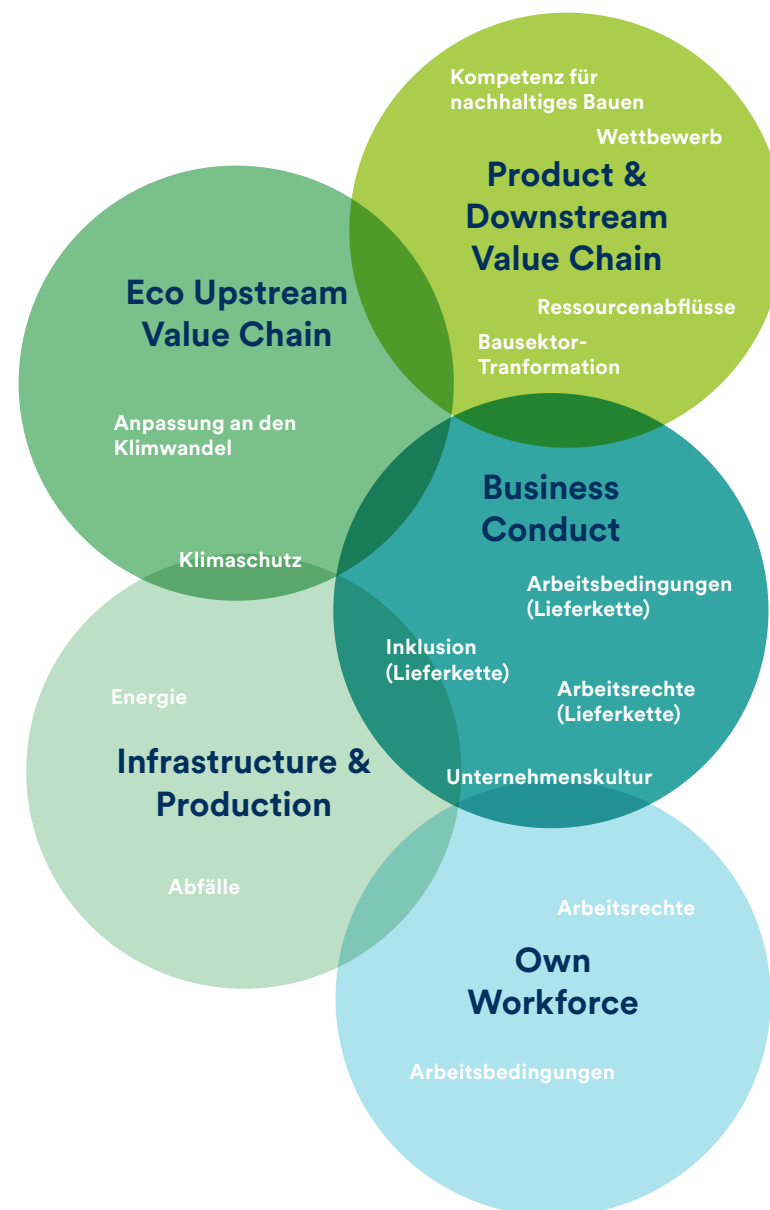 Kompetenz für
nachhaltiges Bauen
Wettbewerb
Product &
Downstream
Value Chain
Ressourcenabflüsse
Bausektor-
Tranformation
Eco Upstream
Value Chain
Anpassung an den
Klimwandel
Klimaschutz
Business
Conduct
Arbeitsbedingungen
(Lieferkette)
Inklusion
(Lieferkette)
Arbeitsrechte
(Lieferkette)
Unternehmenskultur
Energie
Infrastructure &
Production
Abfälle
Arbeitsrechte
Own
Workforce
Arbeitsbedingungen